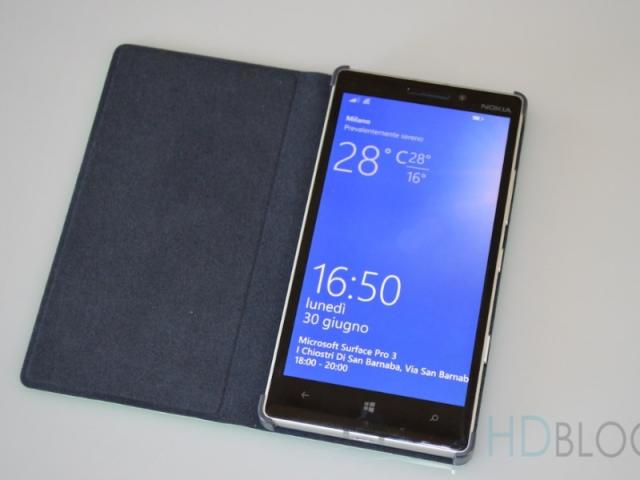 NOKIA
Milano
Prevalentemente sereno
28° C 28°
16°
16:50
lunedì
30 giugno
Microsoft Surface Pro 3
I Chiostri Di San Barnaba, Via San Barnab
18:00 - 20:00
HDBLOG